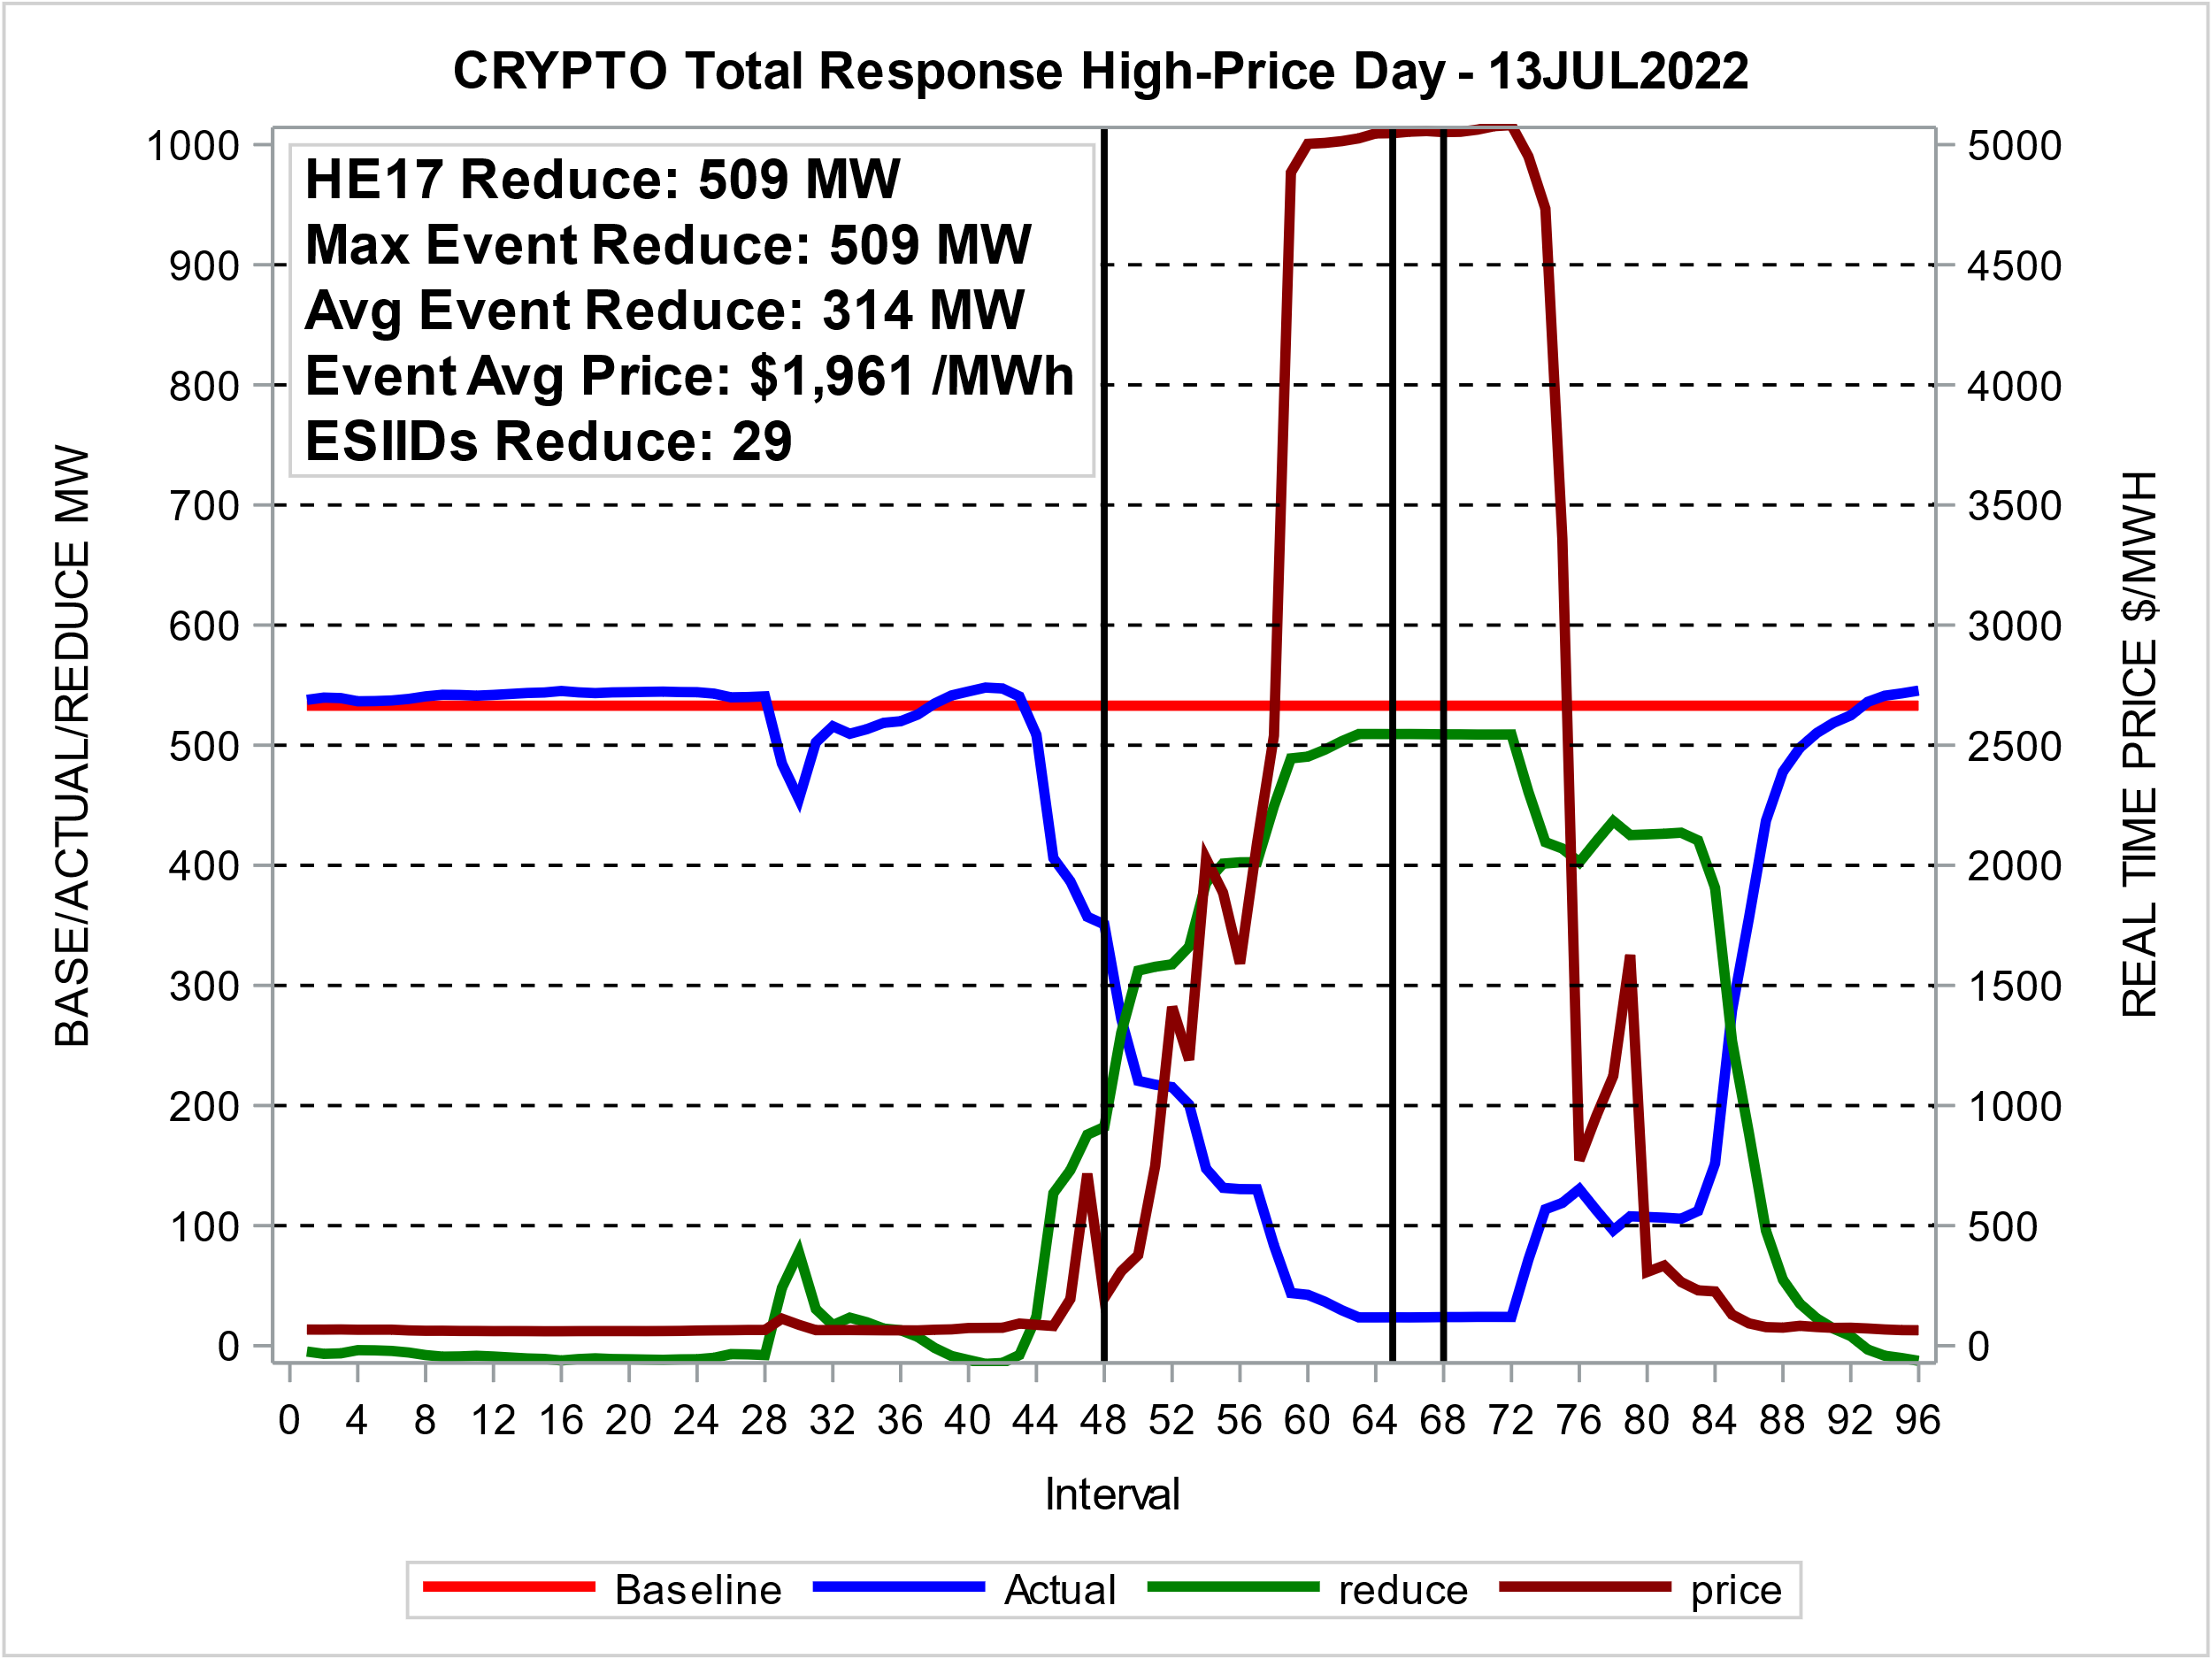 CRYPTO Total Response High-Price Day - 13JUL2022
HE17 Reduce: 509 MW
Max Event Reduce: 509 MW
Avg Event Reduce: 314 MW
Event Avg Price: $1,961 /MWh
ESIIDs Reduce: 29
BASE/ACTUAL/REDUCE MW
1000
900
800
700
600
500
400
300
200
100
0
5000
4500
4000
3500
3000
2500
2000
1500
1000
500
0
REAL TIME PRICE $/MWH
0 4 8 12 16 20 24 28 32 36 40 44 48 52 56 60 64 68 72 76 80 84 88 92 96
Interval
Baseline Actual reduce price